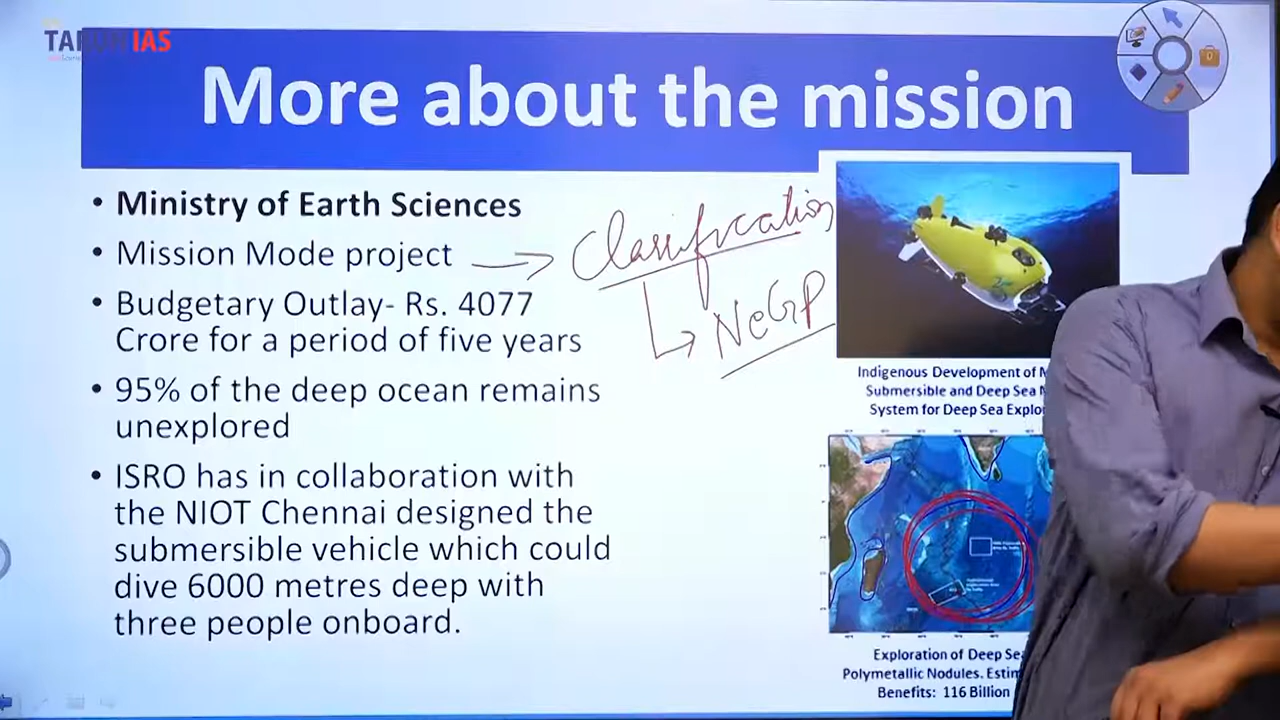 IAS
More about the mission
• Ministry of Earth Sciences
• Mission Mode project
Classification
• Budgetary Outlay- Rs. 4077
NeGP
Crore for a period of five years
• 95% of the deep ocean remains
unexplored
• ISRO has in collaboration with
the NIOT Chennai designed the
submersible vehicle which could
dive 6000 metres deep with
three people onboard.
Indigenous Development of M
Submersible and Deep Sea
System for Deep Sea Explo
Exploration of Deep Sea
Polymetallic Nodules. Estim
Benefits: 116 Billion